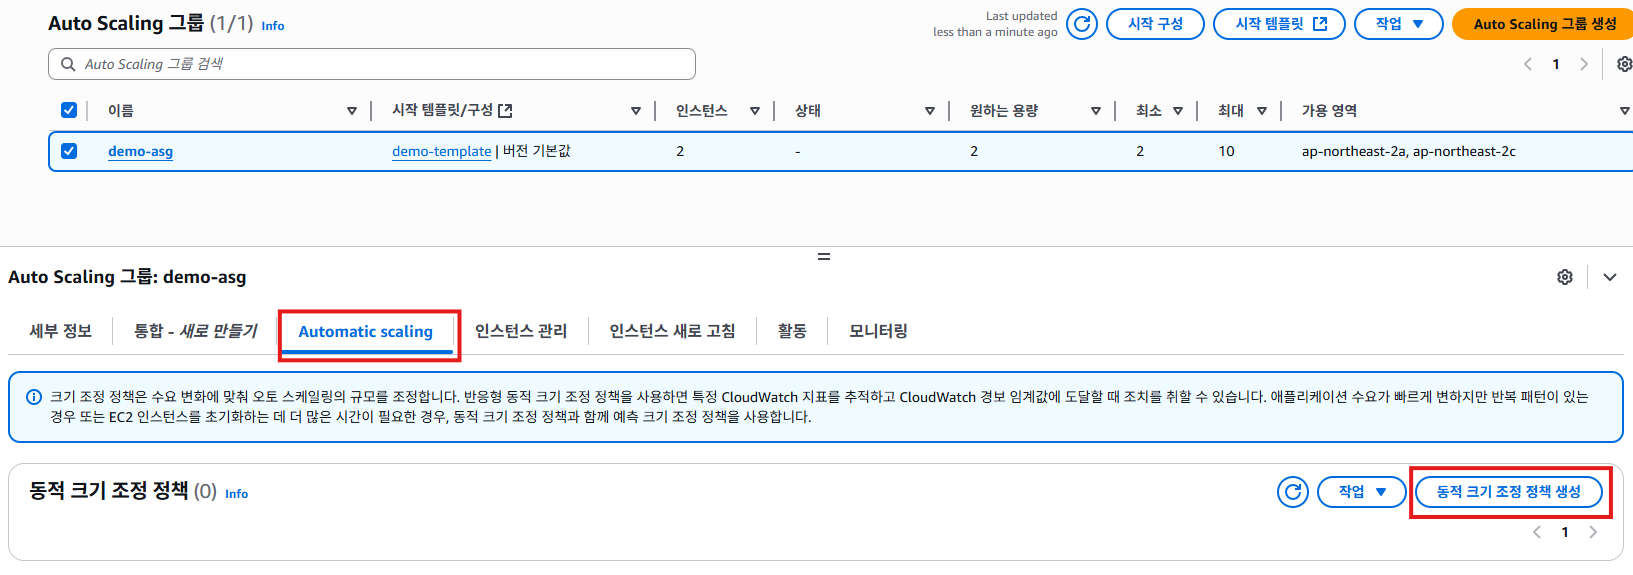 Auto Scaling 그룹 (1/1) Info
Last updated
less than a minute ago
시작 구성
시작 템플릿
작업
Auto Scaling 그룹 생성
Auto Scaling 그룹 검색
1
이름 시작 템플릿/구성 인스턴스 상태 원하는 용량 최소 최대 가용 영역
demo-asg demo-template | 버전 기본값 2 - 2 2 10 ap-northeast-2a, ap-northeast-2c
Auto Scaling 그룹: demo-asg
세부 정보 통합 - 새로 만들기 Automatic scaling 인스턴스 관리 인스턴스 새로 고침 활동 모니터링
크기 조정 정책은 수요 변화에 맞춰 오토 스케일링의 규모를 조정합니다. 반응형 동적 크기 조정 정책을 사용하면 특정 CloudWatch 지표를 추적하고 CloudWatch 경보 임계값에 도달할 때 조치를 취할 수 있습니다. 애플리케이션 수요가 빠르게 변하지만 반복 패턴이 있는
경우 또는 EC2 인스턴스를 초기화하는 데 더 많은 시간이 필요한 경우, 동적 크기 조정 정책과 함께 예측 크기 조정 정책을 사용합니다.
동적 크기 조정 정책 (0) Info
작업
동적 크기 조정 정책 생성
1